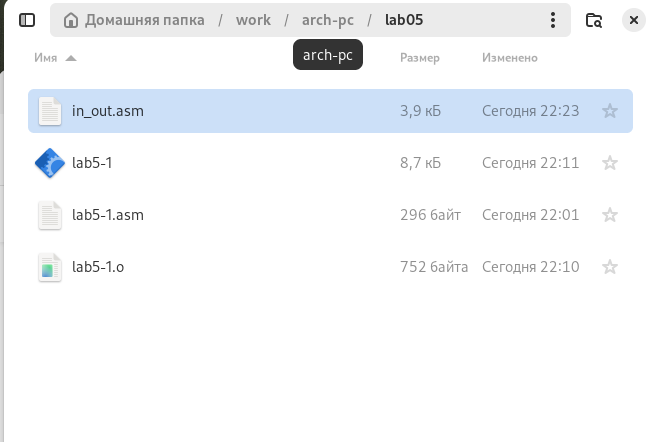 Домашняя папка / work / arch-pc / lab05
arch-pc
Имя Размер Изменено
in_out.asm 3,9 кБ Сегодня 22:23
lab5-1 8,7 кБ Сегодня 22:11
lab5-1.asm 296 байт Сегодня 22:01
lab5-1.o 752 байта Сегодня 22:10